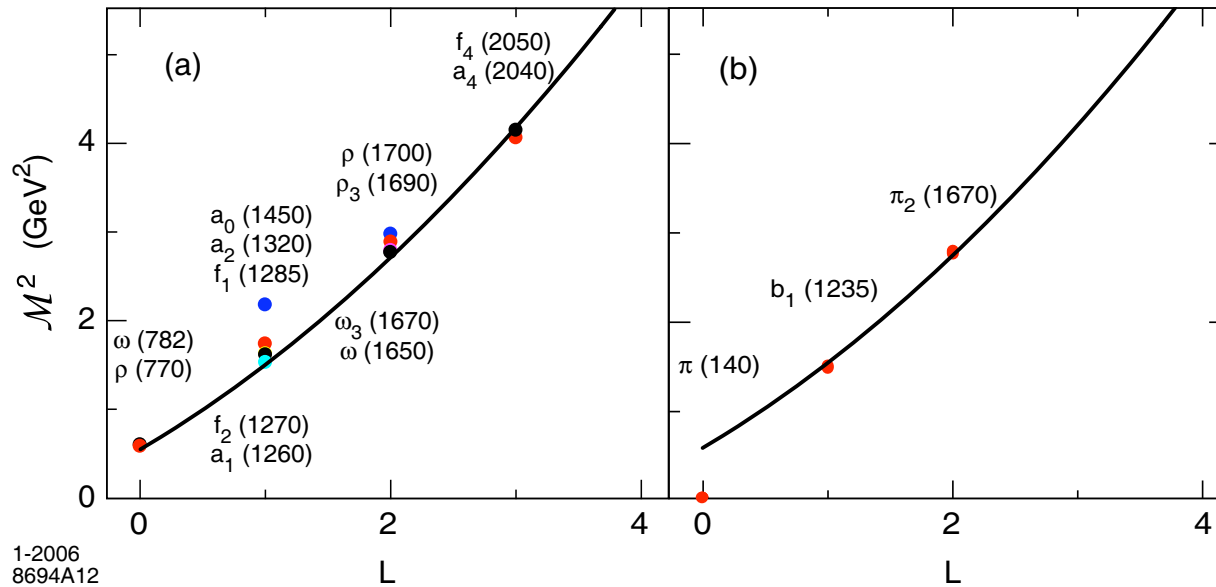 (a)
(b)
f4 (2050)
a4 (2040)
ρ (1700)
ρ3 (1690)
a0 (1450)
a2 (1320)
f1 (1285)
ω (782)
ρ (770)
ω3 (1670)
ω (1650)
f2 (1270)
a1 (1260)
π2 (1670)
b1 (1235)
π (140)
ℳ2 (GeV2)
4
2
0
0 2 4
0 2 4
L
L
1-2006
8694A12